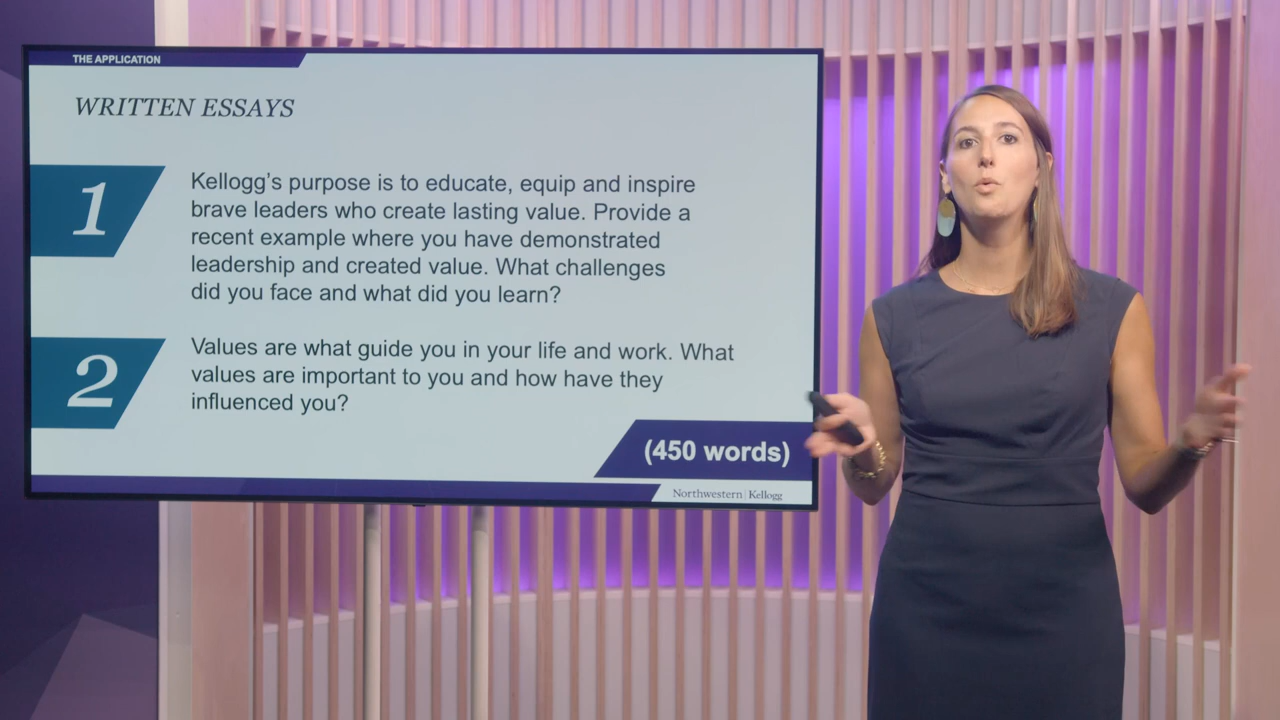 THE APPLICATION
WRITTEN ESSAYS
1
Kellogg's purpose is to educate, equip and inspire
brave leaders who create lasting value. Provide a
recent example where you have demonstrated
leadership and created value. What challenges
did you face and what did you learn?
2
Values are what guide you in your life and work. What
values are important to you and how have they
influenced you?
(450 words)
Northwestern | Kellogg